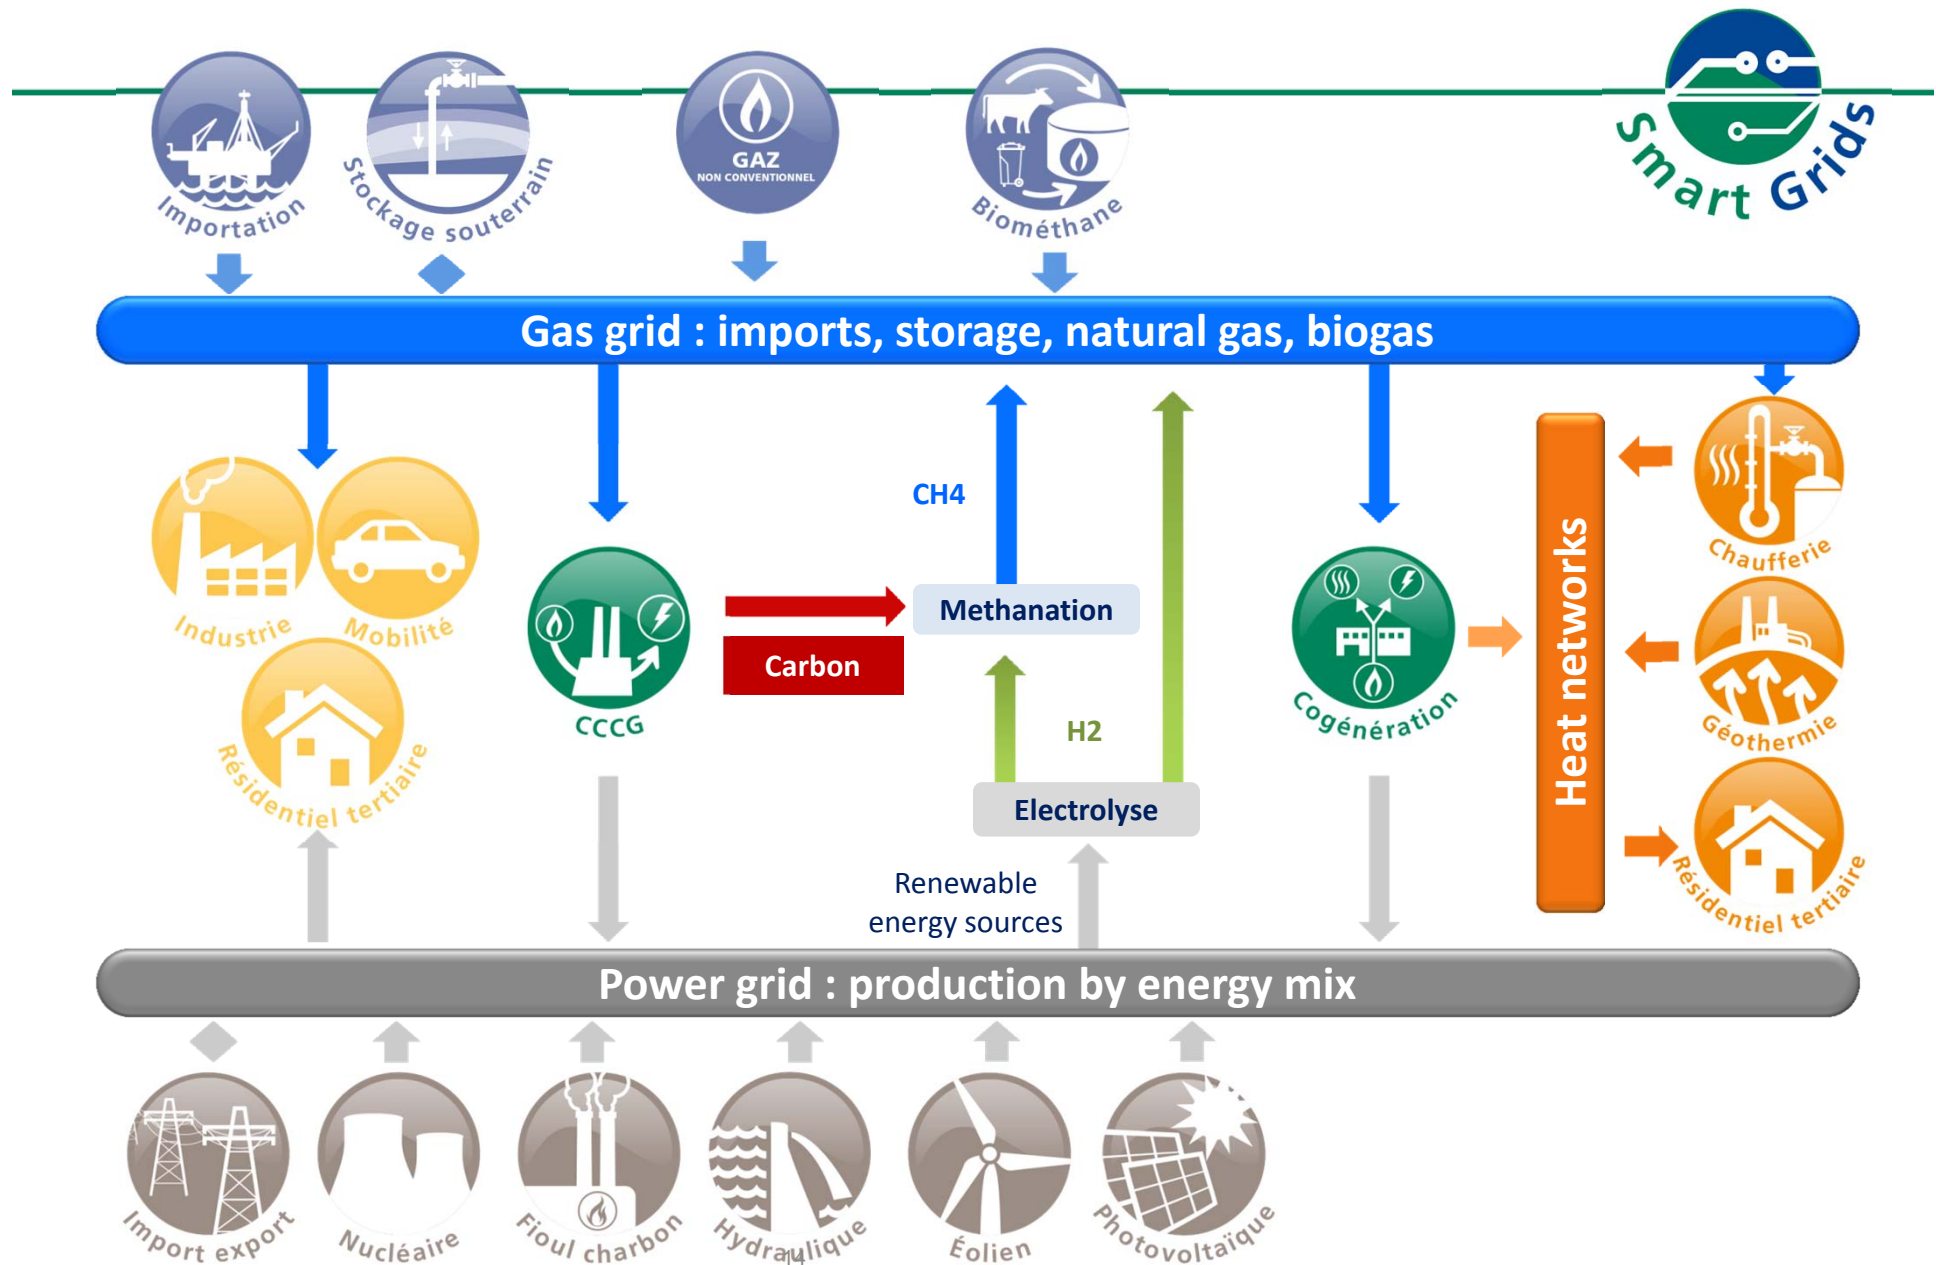 Smart Grids
GAZ
NON CONVENTIONNEL
Importation
Stockage souterrain
Biométhane
Gas grid : imports, storage, natural gas, biogas
CH4
Industrie
Mobilité
Methanation
Carbon
CCCG
Résidentiel tertiaire
H2
Electrolyse
Cogénération
Heat networks
Chaufferie
Géothermie
Résidentiel tertiaire
Renewable
energy sources
Power grid : production by energy mix
Import export
Nucléaire
Fioul charbon
Hydraulique
Éolien
Photovoltaïque
14